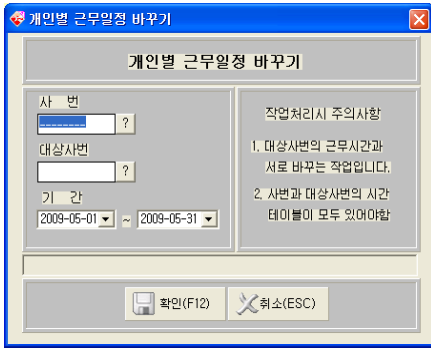 개인별 근무일정 바꾸기
개인별 근무일정 바꾸기
사 번
________ ?
대상사번
?
기 간
2009-05-01 ~ 2009-05-31
작업처리시 주의사항
1. 대상사번의 근무시간과
서로 바꾸는 작업입니다.
2. 사번과 대상사번의 시간
테이블이 모두 있어야함
확인(F12) 취소(ESC)